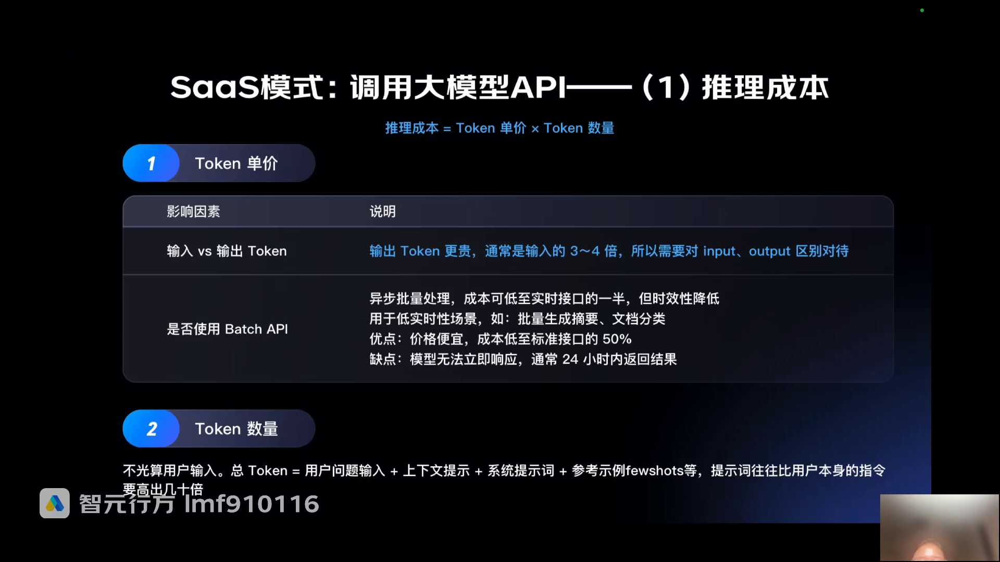 SaaS模式：调用大模型API——（1）推理成本
推理成本 = Token 单价 × Token 数量
1 Token 单价
影响因素 说明
输入 vs 输出 Token 输出 Token 更贵，通常是输入的 3～4 倍，所以需要对 input、output 区别对待
是否使用 Batch API
异步批量处理，成本可低至实时接口的一半，但时效性降低
用于低实时性场景，如：批量生成摘要、文档分类
优点：价格便宜，成本低至标准接口的 50%
缺点：模型无法立即响应，通常 24 小时内返回结果
2 Token 数量
不光算用户输入。总 Token = 用户问题输入 + 上下文提示 + 系统提示词 + 参考示例fewshots等，提示词往往比用户本身的指令
要高出几十倍
智元行方 lmf910116